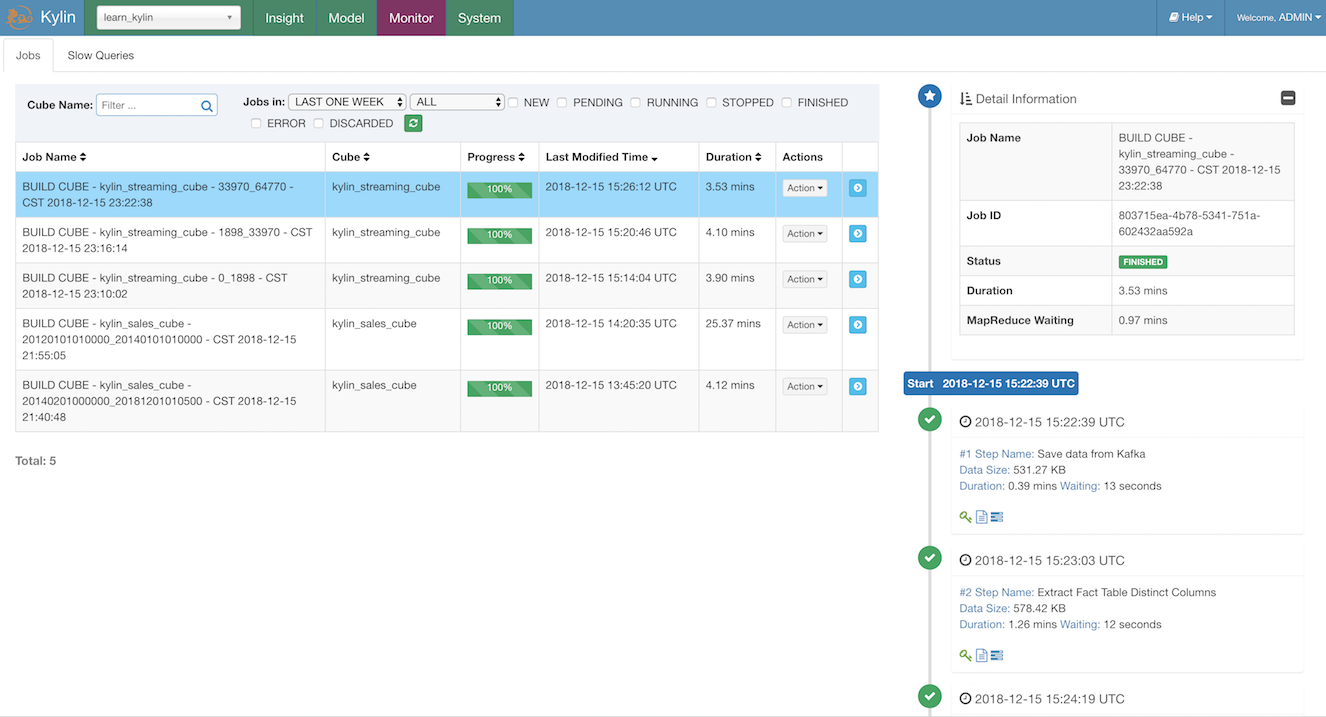 Kylin
learn_kylin
Insight
Model
Monitor
System
Help
Welcome, ADMIN
Jobs
Slow Queries
Cube Name:
Filter ...
Jobs in:
LAST ONE WEEK
ALL
NEW
PENDING
RUNNING
STOPPED
FINISHED
ERROR
DISCARDED
Job Name
Cube
Progress
Last Modified Time
Duration
Actions
BUILD CUBE - kylin_streaming_cube - 33970_64770 -
CST 2018-12-15 23:22:38
kylin_streaming_cube
100%
2018-12-15 15:26:12 UTC
3.53 mins
Action
BUILD CUBE - kylin_streaming_cube - 1898_33970 - CST
2018-12-15 23:16:14
kylin_streaming_cube
100%
2018-12-15 15:20:46 UTC
4.10 mins
Action
BUILD CUBE - kylin_streaming_cube - 0_1898 - CST
2018-12-15 23:10:02
kylin_streaming_cube
100%
2018-12-15 15:14:04 UTC
3.90 mins
Action
BUILD CUBE - kylin_sales_cube -
20120101010000_20140101010000 - CST 2018-12-15
21:55:05
kylin_sales_cube
100%
2018-12-15 14:20:35 UTC
25.37 mins
Action
BUILD CUBE - kylin_sales_cube -
20140201000000_20181201010500 - CST 2018-12-15
21:40:48
kylin_sales_cube
100%
2018-12-15 13:45:20 UTC
4.12 mins
Action
Total: 5
Detail Information
Job Name
BUILD CUBE -
kylin_streaming_cube -
33970_64770 - CST 2018-12-15
23:22:38
Job ID
803715ea-4b78-5341-751a-
602432aa592a
Status
FINISHED
Duration
3.53 mins
MapReduce Waiting
0.97 mins
Start 2018-12-15 15:22:39 UTC
2018-12-15 15:22:39 UTC
#1 Step Name: Save data from Kafka
Data Size: 531.27 KB
Duration: 0.39 mins Waiting: 13 seconds
2018-12-15 15:23:03 UTC
#2 Step Name: Extract Fact Table Distinct Columns
Data Size: 578.42 KB
Duration: 1.26 mins Waiting: 12 seconds
2018-12-15 15:24:19 UTC